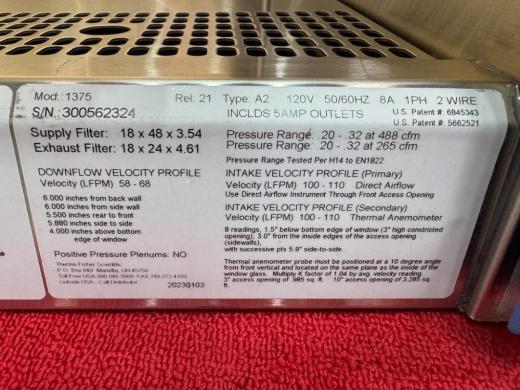 Mod.: 1375 Rel: 21 Type: A2 120V 50/60HZ 8A 1PH 2 WIRE
S/N.: 300562324 INCLDS 5AMP OUTLETS
U.S. Patent #: 6845343
U.S. Patent #: 5662521
Supply Filter: 18 x 48 x 3.54
Exhaust Filter: 18 x 24 x 4.61
Pressure Range: .20 - .32 at 488 cfm
Pressure Range: .20 - .32 at 265 cfm
Pressure Range Tested Per H14 to EN1822
DOWNFLOW VELOCITY PROFILE
Velocity (LFPM) 58 - 68
6.000 inches from back wall
6.000 inches from side wall
5.500 inches rear to front
5.880 inches side to side
4.000 inches above bottom
edge of window
Positive Pressure Plenums: NO
Thermo Fisher Scientific
P.O. Box 649 Marietta, OH 45750
Outside USA - Call Distributor
20230103
INTAKE VELOCITY PROFILE (Primary)
Velocity (LFPM) 100 - 110 Direct Airflow
Use Direct Airflow Instrument Through Front Access Opening
INTAKE VELOCITY PROFILE (Secondary)
Velocity (LFPM) 100 - 110 Thermal Anemometer
8 readings, 1.5" below bottom edge of window (3" high constricted
opening), 3.0" from the inside edges of the access opening
(sidewalls),
with successive pts 5.9" side-to-side.
Thermal anemometer probe must be positioned at a 10 degree angle
from front vertical and located on the same plane as the inside of the
window glass. Multiply K factor of 1.04 by avg. velocity reading.
3" access opening of .985 sq. ft. 10" access opening of 3.285 sq.
ft.